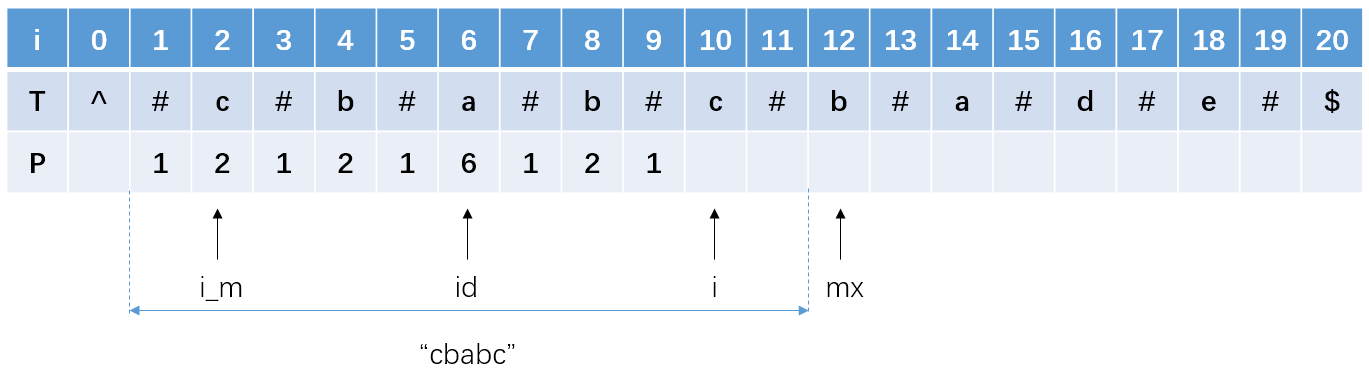 i 0 1 2 3 4 5 6 7 8 9 10 11 12 13 14 15 16 17 18 19 20
T ^ # c # b # a # b # c # b # a # d # e # $
P 1 2 1 2 1 6 1 2 1
i_m id i mx
“cbabc”